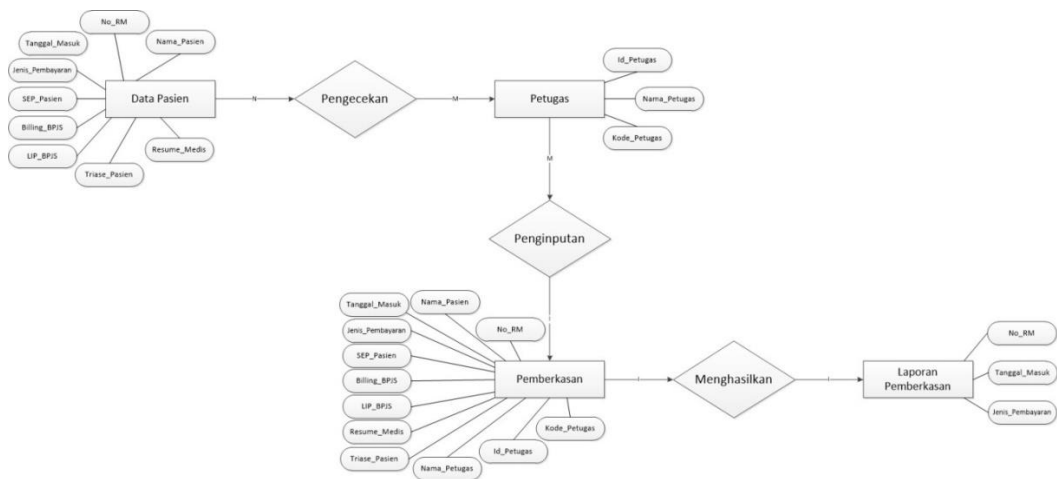 No_RM
Tanggal_Masuk
Nama_Pasien
Jenis_Pembayaran
SEP_Pasien
Billing_BPJS
LIP_BPJS
Triase_Pasien
Resume_Medis
Data Pasien
N
Pengecekan
M
Petugas
Id_Petugas
Nama_Petugas
Kode_Petugas
M
Penginputan
Tanggal_Masuk
Nama_Pasien
No_RM
Jenis_Pembayaran
SEP_Pasien
Billing_BPJS
LIP_BPJS
Resume_Medis
Triase_Pasien
Nama_Petugas
Id_Petugas
Kode_Petugas
Pemberkasan
Menghasilkan
Laporan
Pemberkasan
No_RM
Tanggal_Masuk
Jenis_Pembayaran